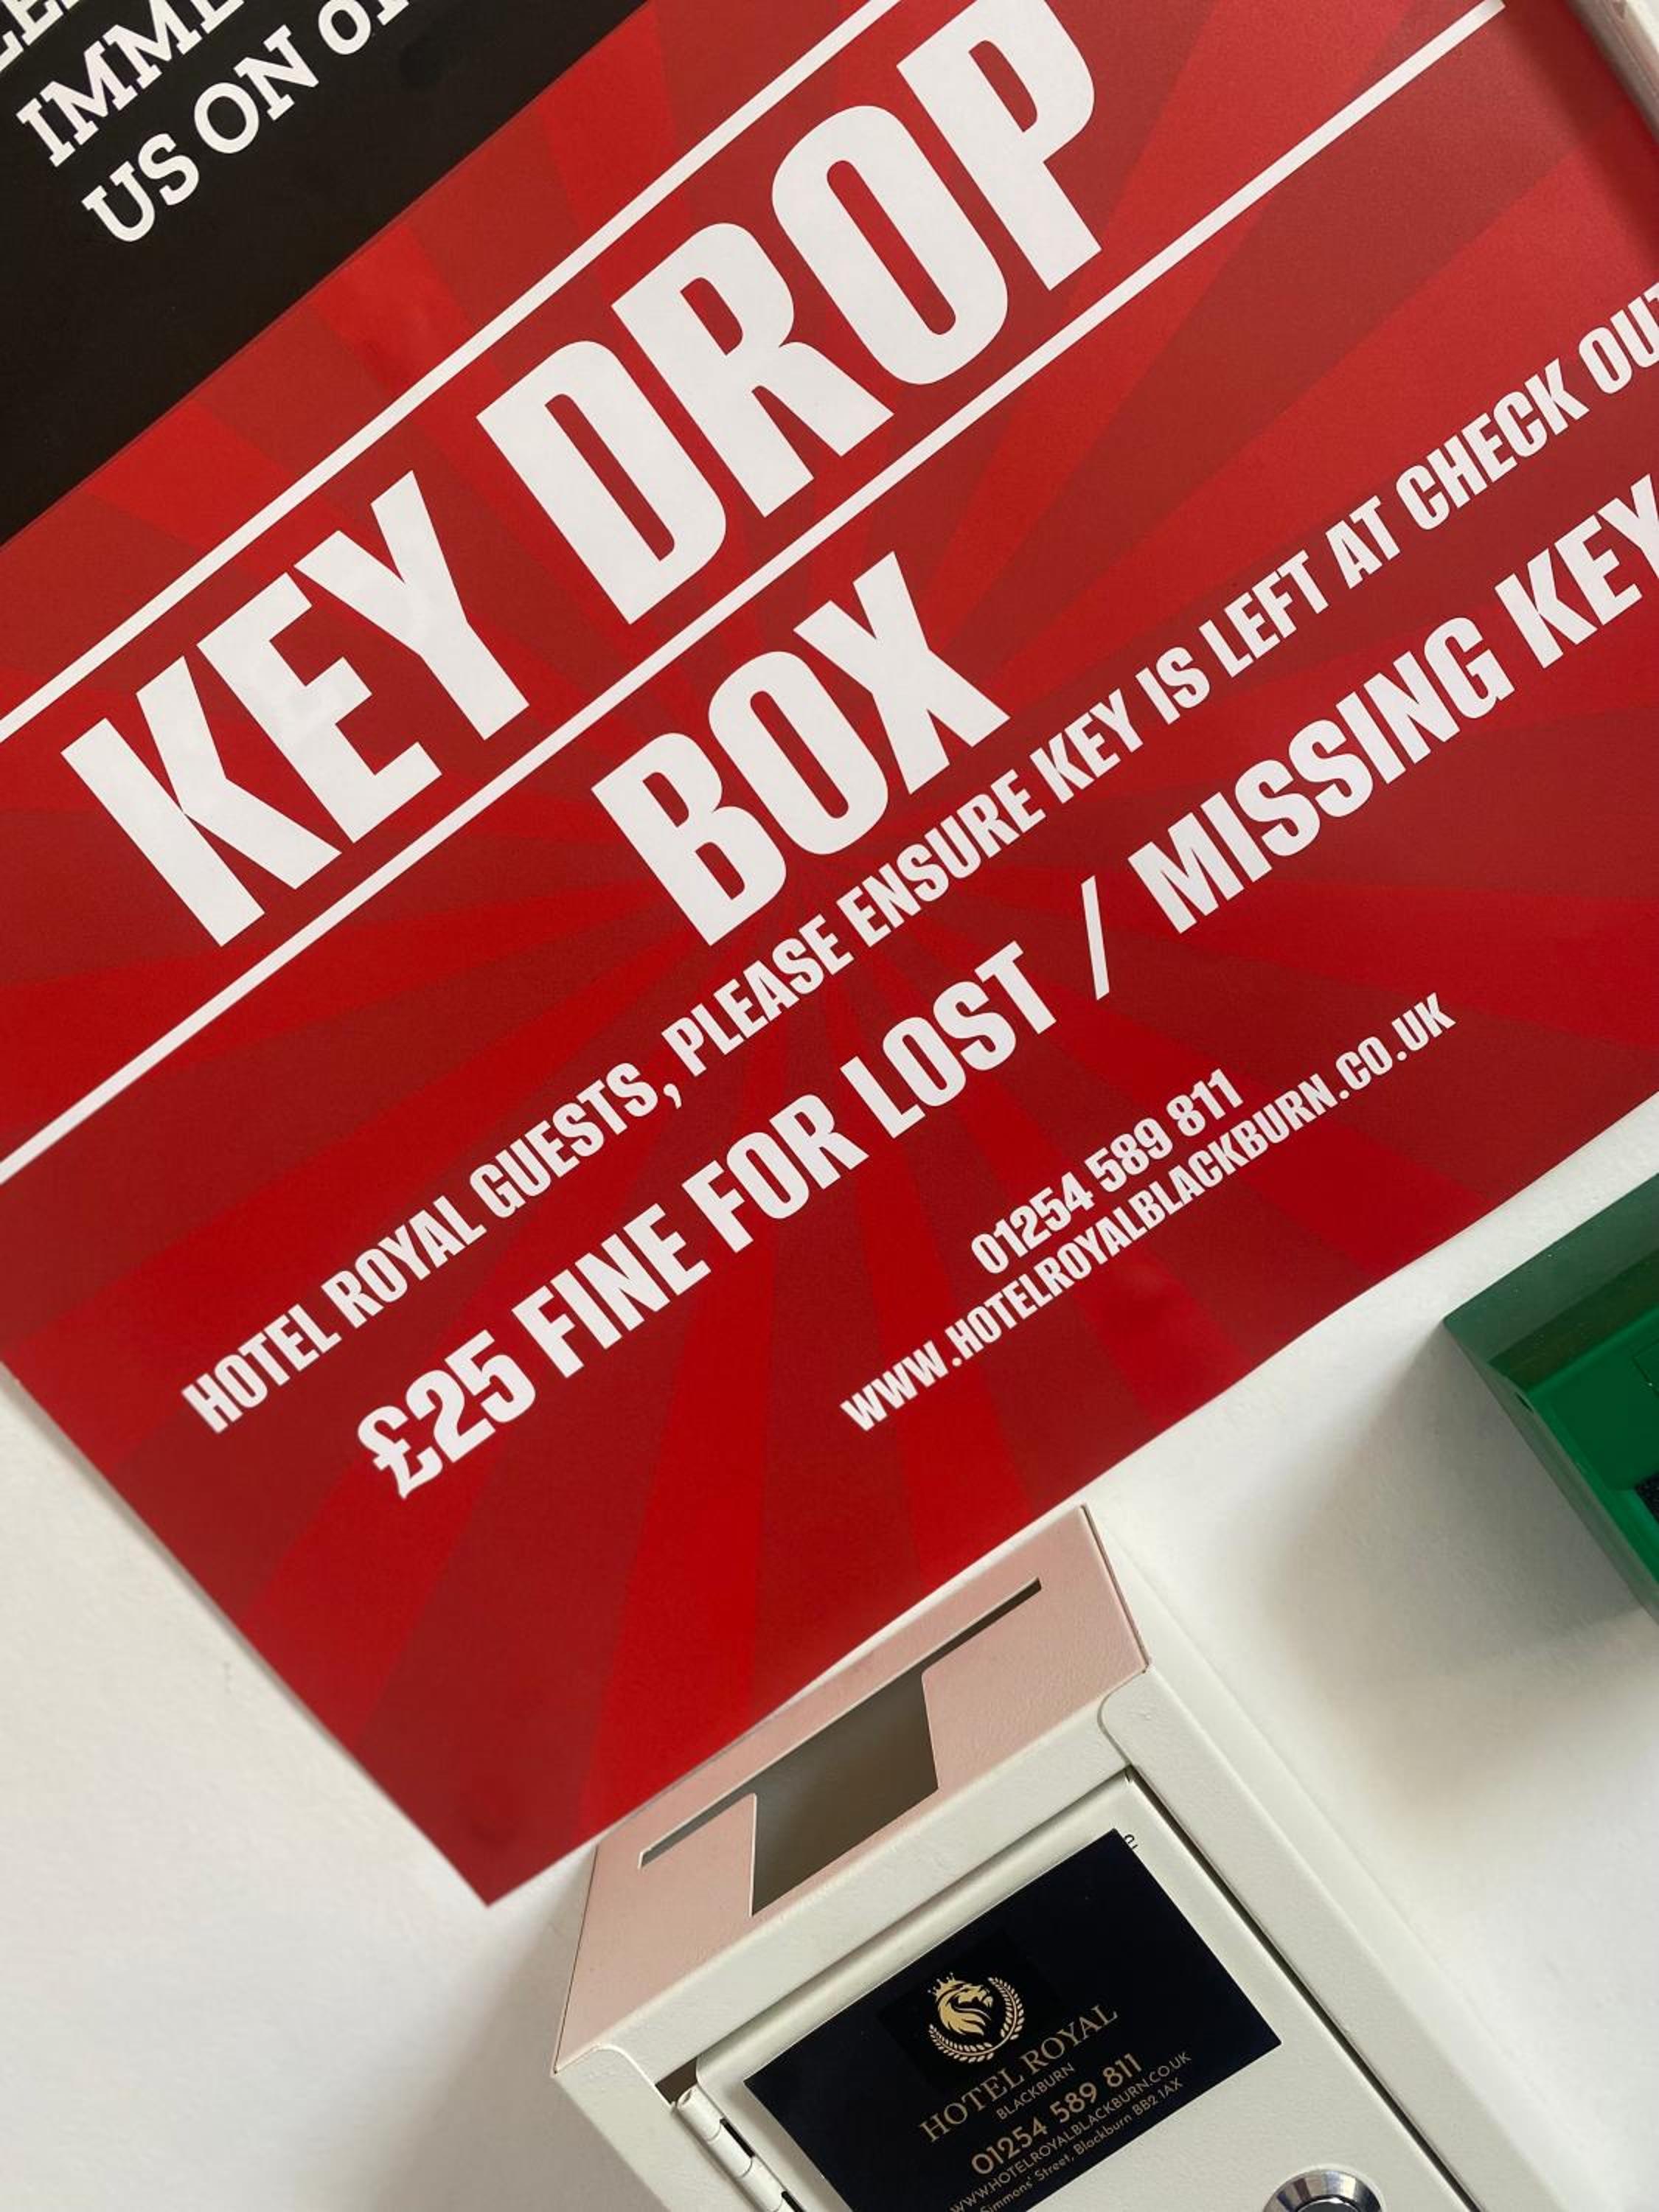 US ON
KEY DROP
BOX
HOTEL ROYAL GUESTS, PLEASE ENSURE KEY IS LEFT AT CHECK OUT
£25 FINE FOR LOST / MISSING KEY
01254 589 811
WWW.HOTELROYALBLACKBURN.CO.UK
HOTEL ROYAL
BLACKBURN
01254 589 811
WWW.HOTELROYALBLACKBURN.CO.UK
Simmons' Street, Blackburn BB2 1AX